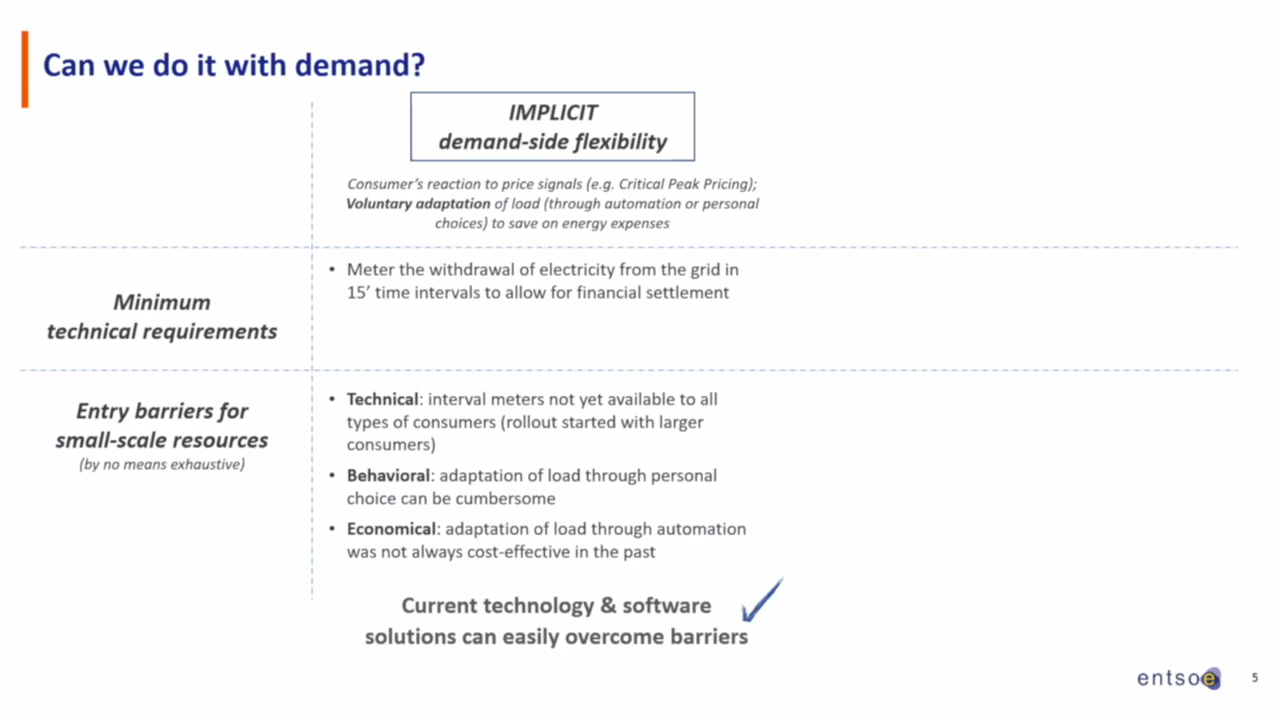 Can we do it with demand?
IMPLICIT
demand-side flexibility
Consumer's reaction to price signals (e.g. Critical Peak Pricing);
Voluntary adaptation of load (through automation or personal
choices) to save on energy expenses
Minimum
technical requirements
• Meter the withdrawal of electricity from the grid in
15’ time intervals to allow for financial settlement
Entry barriers for
small-scale resources
(by no means exhaustive)
• Technical: interval meters not yet available to all
types of consumers (rollout started with larger
consumers)
• Behavioral: adaptation of load through personal
choice can be cumbersome
• Economical: adaptation of load through automation
was not always cost-effective in the past
Current technology & software
solutions can easily overcome barriers
entsoe
5